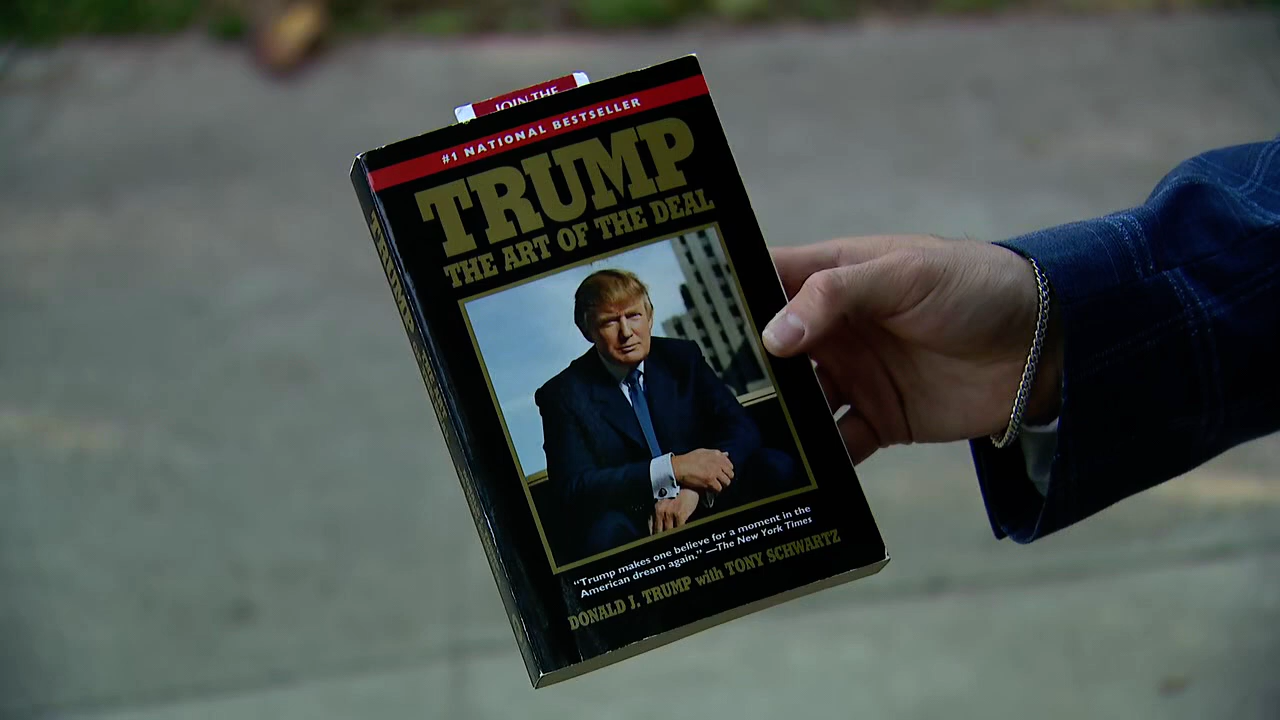 JOIN THE
#1 NATIONAL BESTSELLER
TRUMP
THE ART OF THE DEAL
“Trump makes one believe for a moment in the
American dream again.” —The New York Times
DONALD J. TRUMP with TONY SCHWARTZ
TRUMP